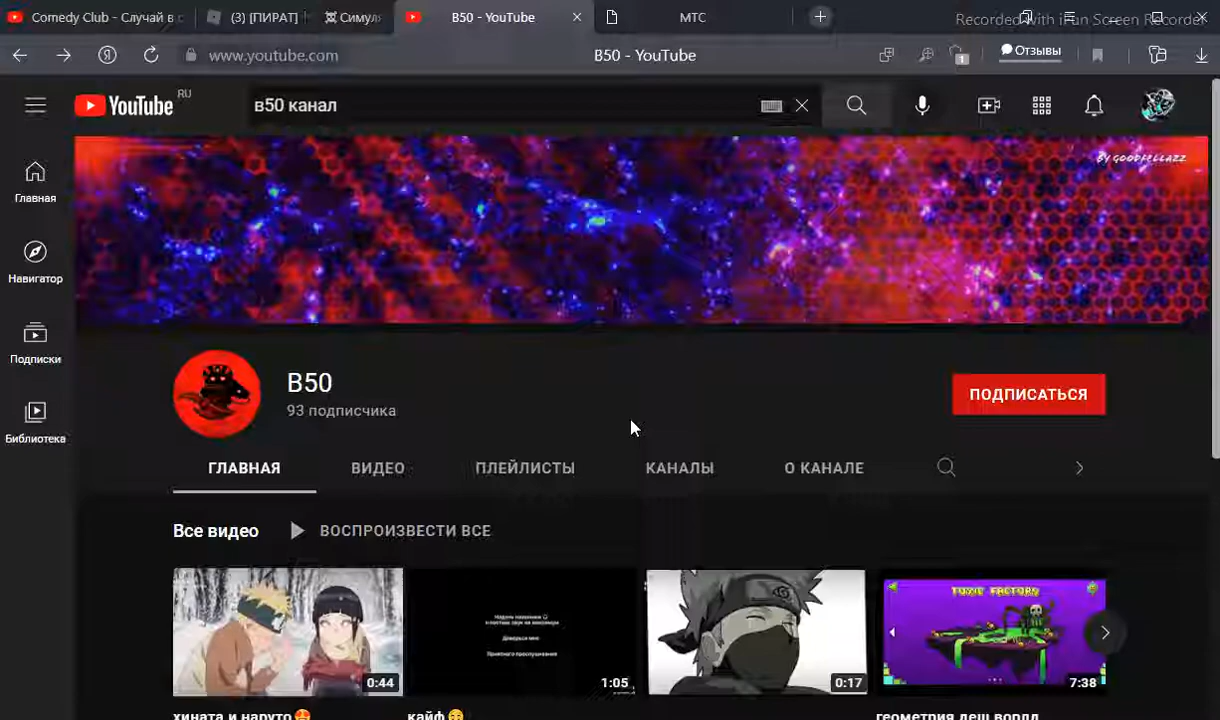 Comedy Club - Случай в с
(3) [ПИРАТ]
Симул
B50 - YouTube
МТС
Recorded with iFun Screen Recorder
www.youtube.com
B50 - YouTube
Отзывы
1
YouTube RU
в50 канал
BY GOODFELLAZZ
Главная
Навигатор
Подписки
Библиотека
B50
93 подписчика
ПОДПИСАТЬСЯ
ГЛАВНАЯ
ВИДЕО
ПЛЕЙЛИСТЫ
КАНАЛЫ
О КАНАЛЕ
Все видео
ВОСПРОИЗВЕСТИ ВСЕ
0:44
1:05
0:17
TOXIC FACTORY
7:38
хината и наруто
кайф
геометрия деш ворлд